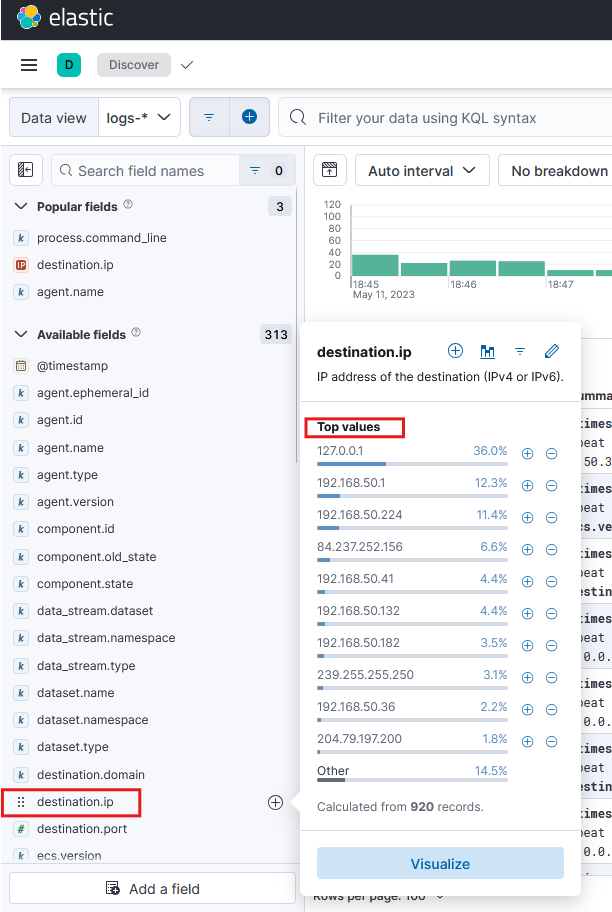 elastic
D Discover
Data view logs-* Filter your data using KQL syntax
Search field names 0 Auto interval No breakdown
Popular fields 3
k process.command_line
IP destination.ip
k agent.name
120
100
80
60
40
20
0
18:45 18:46 18:47
May 11, 2023
Available fields 313
@timestamp
k agent.ephemeral_id
k agent.id
k agent.name
k agent.type
k agent.version
k component.id
k component.old_state
k component.state
k data_stream.dataset
k data_stream.namespace
k data_stream.type
k dataset.name
k dataset.namespace
k dataset.type
k destination.domain
destination.ip
# destination.port
k ecs.version
Add a field
destination.ip
IP address of the destination (IPv4 or IPv6).
Top values
127.0.0.1 36.0%
192.168.50.1 12.3%
192.168.50.224 11.4%
84.237.252.156 6.6%
192.168.50.41 4.4%
192.168.50.132 4.4%
192.168.50.182 3.5%
239.255.255.250 3.1%
192.168.50.36 2.2%
204.79.197.200 1.8%
Other 14.5%
Calculated from 920 records.
Visualize
Rows per page: 100